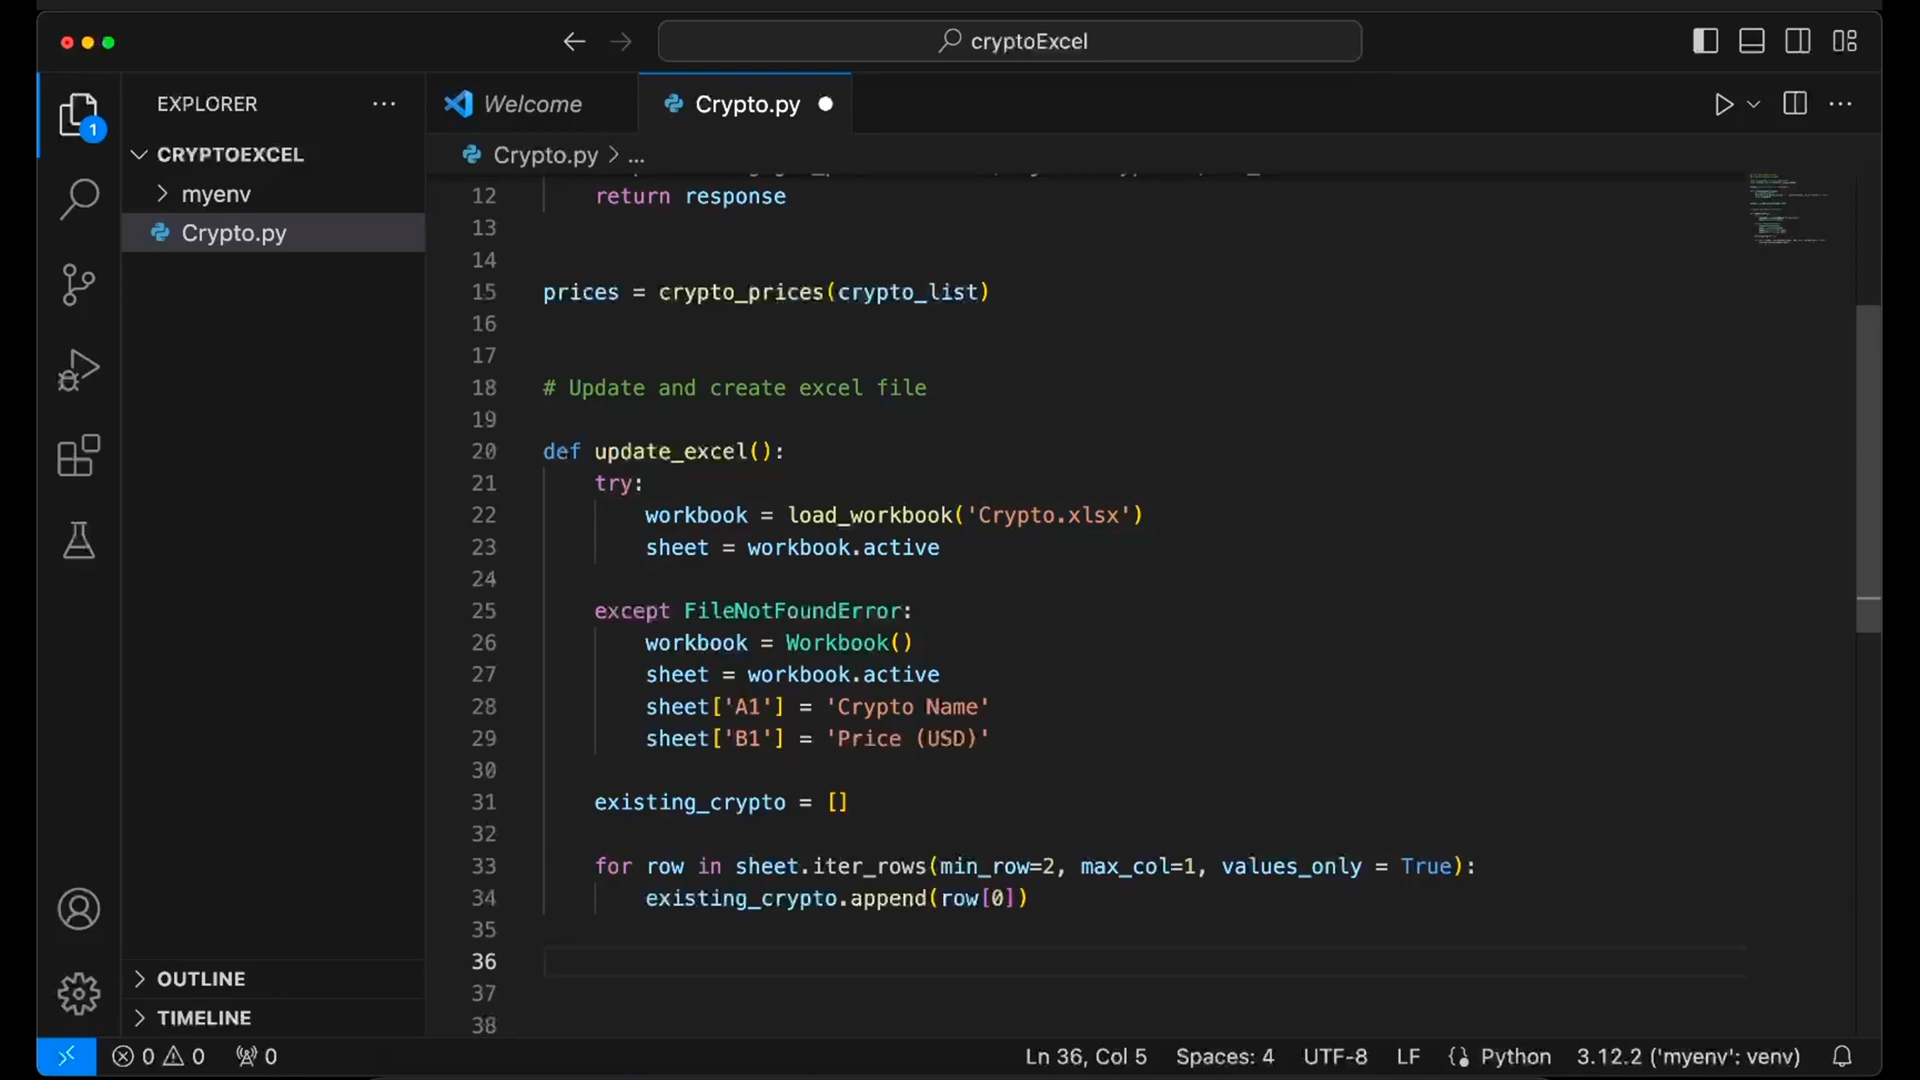 cryptoExcel
EXPLORER
Welcome
Crypto.py
1
CRYPTOEXCEL
Crypto.py > ...
myenv
Crypto.py
12 return response
13
14
15 prices = crypto_prices(crypto_list)
16
17
18 # Update and create excel file
19
20 def update_excel():
21 try:
22 workbook = load_workbook('Crypto.xlsx')
23 sheet = workbook.active
24
25 except FileNotFoundError:
26 workbook = Workbook()
27 sheet = workbook.active
28 sheet['A1'] = 'Crypto Name'
29 sheet['B1'] = 'Price (USD)'
30
31 existing_crypto = []
32
33 for row in sheet.iter_rows(min_row=2, max_col=1, values_only = True):
34 existing_crypto.append(row[0])
35
36
37
38
OUTLINE
TIMELINE
0 0 0 Ln 36, Col 5 Spaces: 4 UTF-8 LF Python 3.12.2 ('myenv': venv)